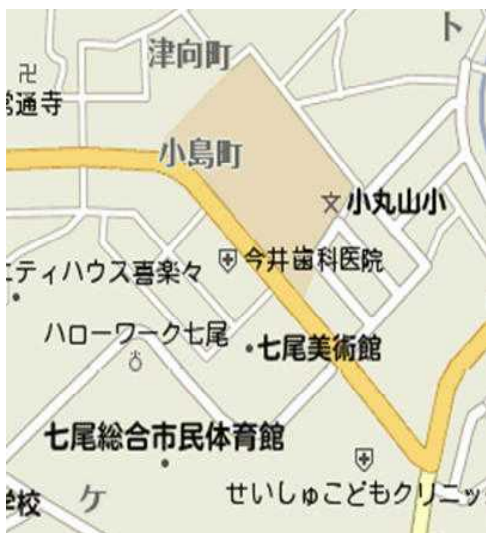 ト
津向町
通寺
小島町
小丸山小
今井歯科医院
ティハウス喜楽々
ハローワーク七尾
七尾美術館
七尾総合市民体育館
せいしゅこどもクリニッ
学校
ケ